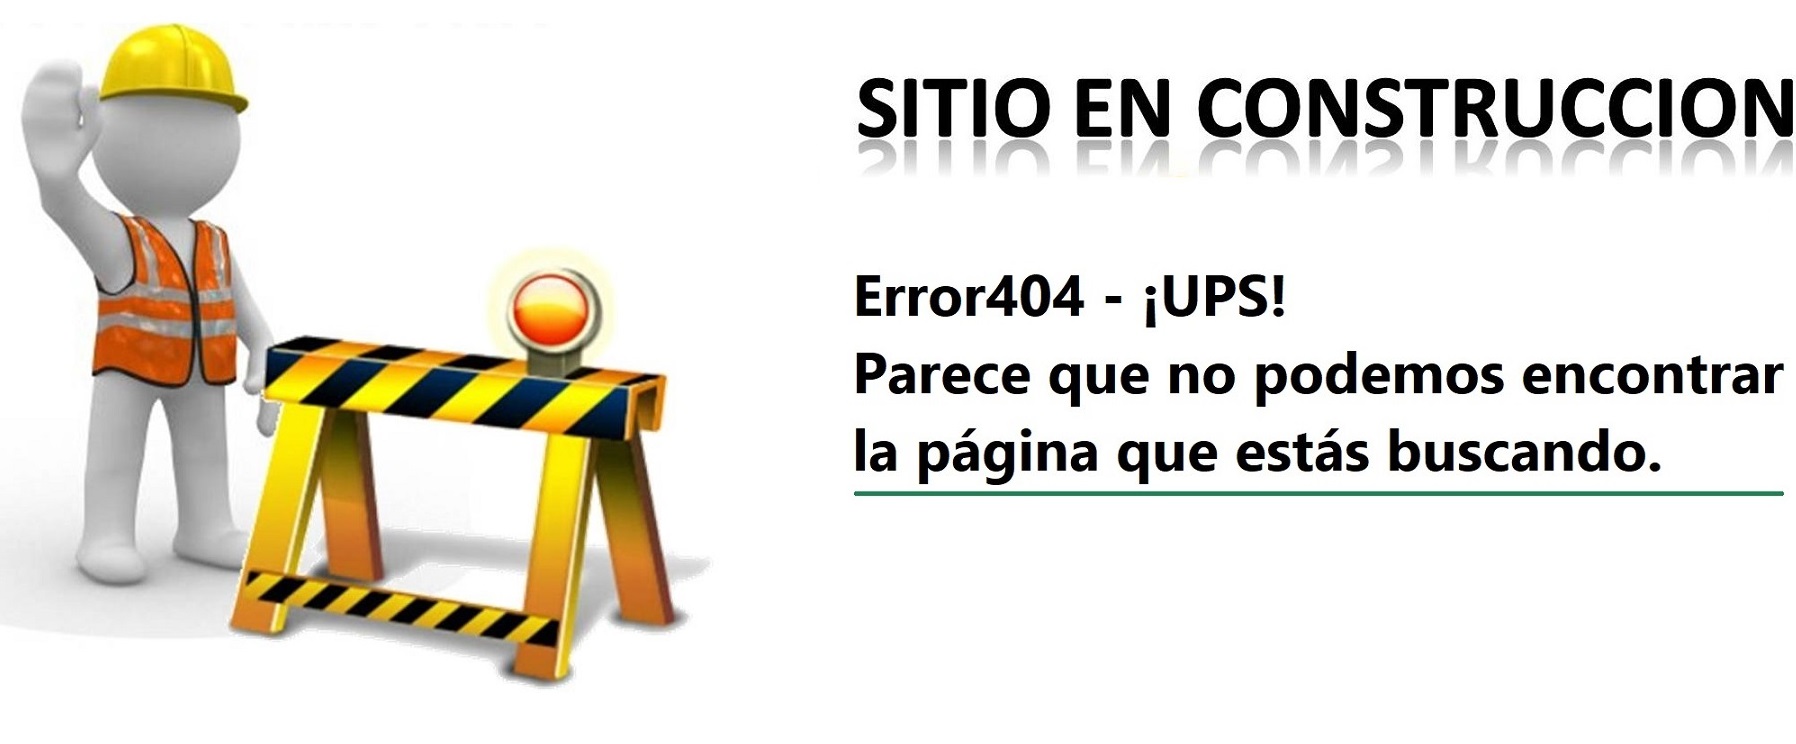 SITIO EN CONSTRUCCION
Error404 - ¡UPS!
Parece que no podemos encontrar
la página que estás buscando.